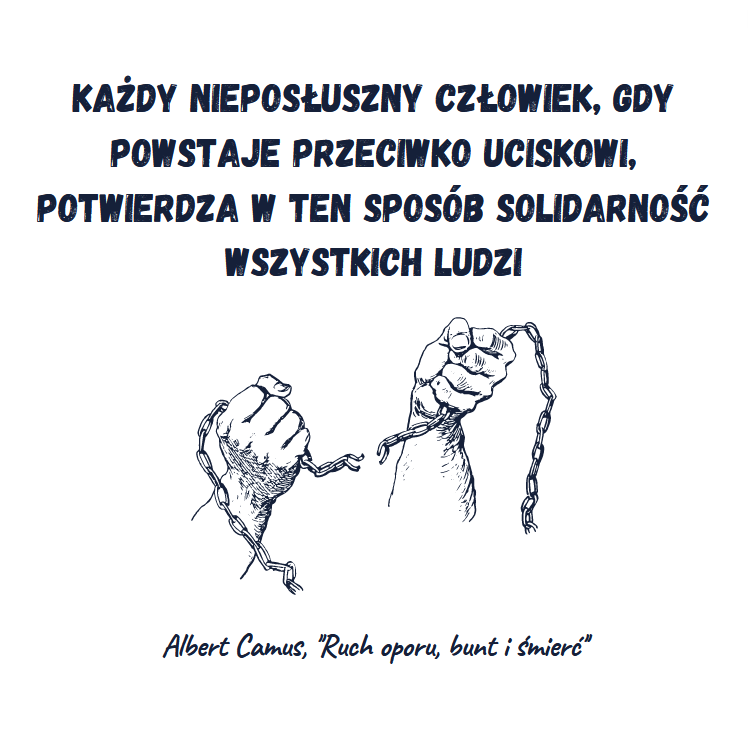 KAŻDY NIEPOSŁUSZNY CZŁOWIEK, GDY
POWSTAJE PRZECIWKO UCISKOWI,
POTWIERDZA W TEN SPOSÓB SOLIDARNOŚĆ
WSZYSTKICH LUDZI
Albert Camus, "Ruch oporu, bunt i śmierć"